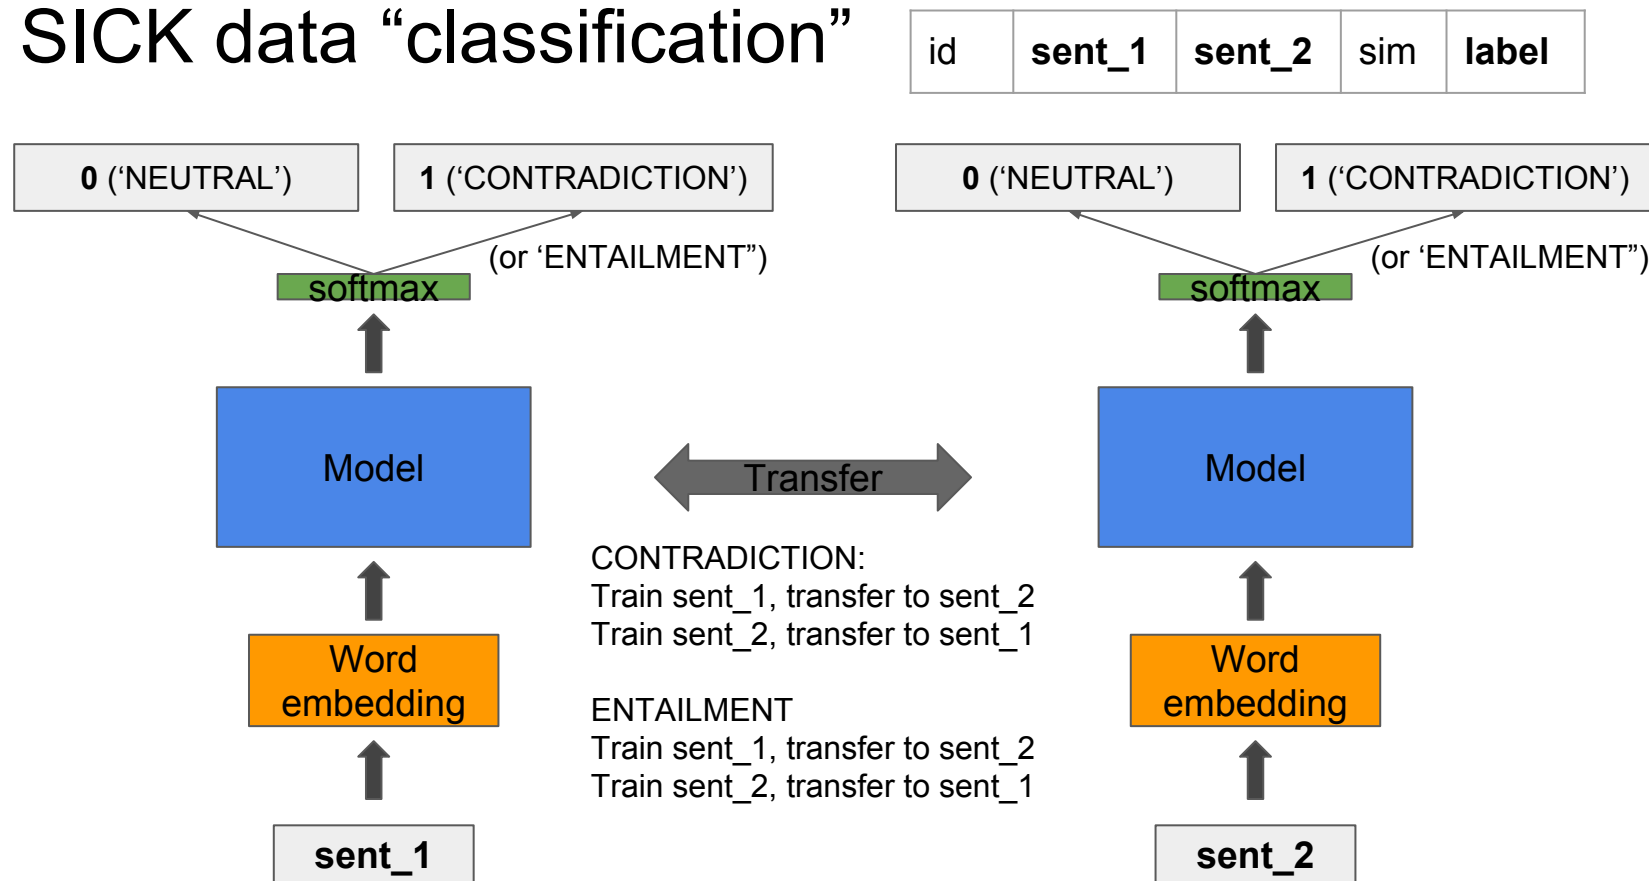 SICK data “classification”
id sent_1 sent_2 sim label
0 (‘NEUTRAL’) 1 (‘CONTRADICTION’)
(or ‘ENTAILMENT”)
softmax
Model
Word
embedding
sent_1
Transfer
CONTRADICTION:
Train sent_1, transfer to sent_2
Train sent_2, transfer to sent_1
ENTAILMENT
Train sent_1, transfer to sent_2
Train sent_2, transfer to sent_1
0 (‘NEUTRAL’) 1 (‘CONTRADICTION’)
(or ‘ENTAILMENT”)
softmax
Model
Word
embedding
sent_2